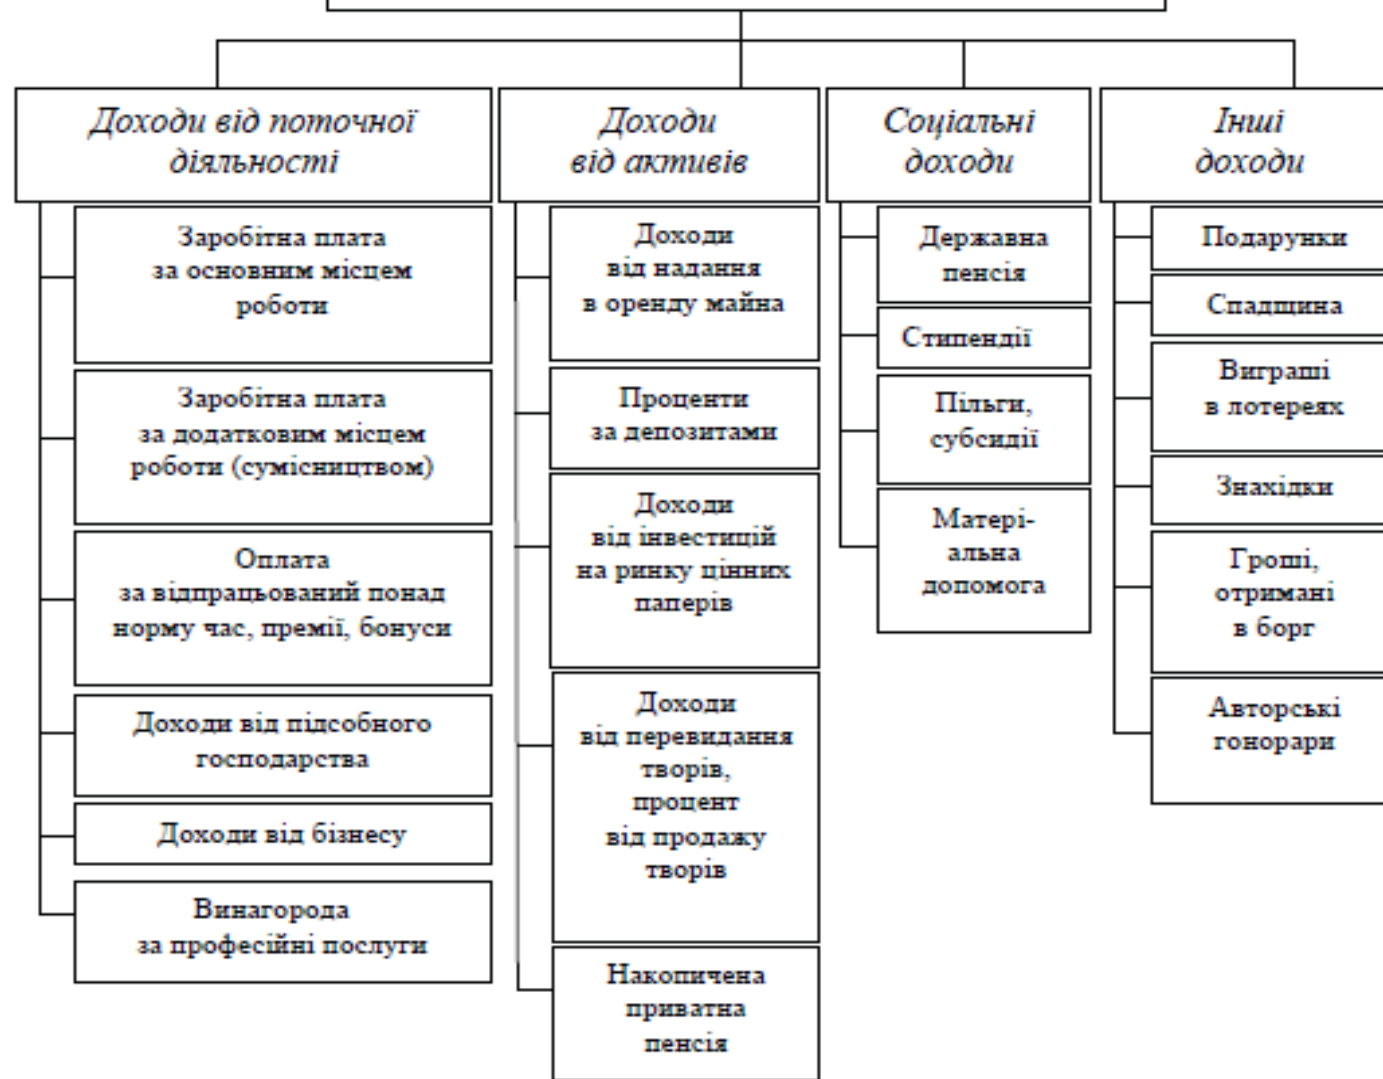 Доходи від поточної
діяльності
Заробітна плата
за основним місцем
роботи
Заробітна плата
за додатковим місцем
роботи (сумісництвом)
Оплата
за відпрацьований понад
норму час, премії, бонуси
Доходи від підсобного
господарства
Доходи від бізнесу
Винагорода
за професійні послуги
Доходи
від активів
Доходи
від надання
в оренду майна
Проценти
за депозитами
Доходи
від інвестицій
на ринку цінних
паперів
Доходи
від перевидання
творів,
процент
від продажу
творів
Накопичена
приватна
пенсія
Соціальні
доходи
Державна
пенсія
Стипендії
Пільги,
субсидії
Матері-
альна
допомога
Інші
доходи
Подарунки
Спадщина
Виграші
в лотереях
Знахідки
Гроші,
отримані
в борг
Авторські
гонорари